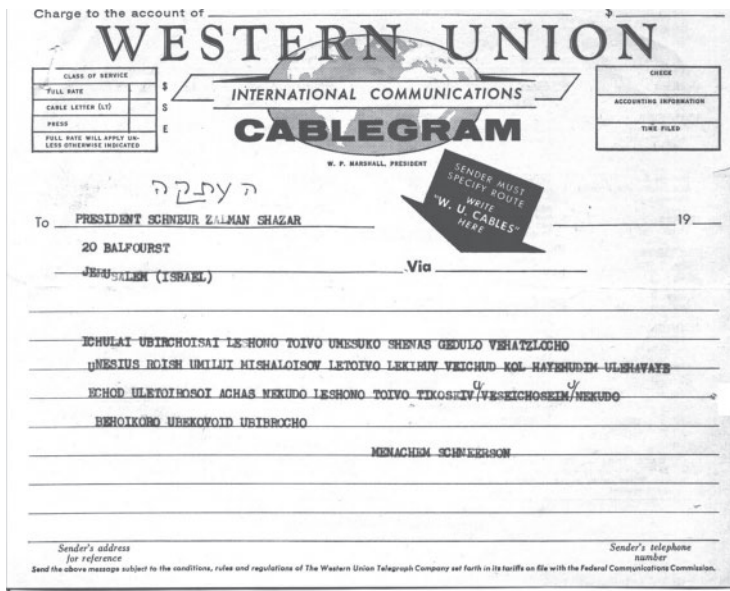 Charge to the account of $
WESTERN UNION
CLASS OF SERVICE
FULL RATE
CABLE LETTER (LT)
PRESS
FULL RATE WILL APPLY UN-
LESS OTHERWISE INDICATED
$
S
E
INTERNATIONAL COMMUNICATIONS
CABLEGRAM
W. P. MARSHALL, PRESIDENT
CHECK
ACCOUNTING INFORMATION
TIME FILED
SENDER MUST
SPECIFY ROUTE
WRITE
"W. U. CABLES"
HERE
העתקה
To PRESIDENT SCHNEUR ZALMAN SHAZAR 19
20 BALFOURST
JERUSALEM (ISRAEL) Via
ICHULAI UBIRCHOISAI LESHONO TOIVO UMESUKO SHENAS GEDULO VEHATZLOCHO
UNESIUS ROISH UMILUI MISHALOISOV LETOIVO LEKIRUV VEICHUD KOL HAYEHUDIM ULEHAVAYE
ECHOD ULETOIHOSOI ACHAS NEKUDO LESHONO TOIVO TIKOSEIV/VESEICHOSEIM/NEKUDO
BEHOIKORO UBEKOVOID UBIBROCHO
MENACHEM SCHNEERSON
Sender's address
for reference
Sender's telephone
number
Send the above message subject to the conditions, rules and regulations of The Western Union Telegraph Company set forth in its tariffs on file with the Federal Communications Commission.